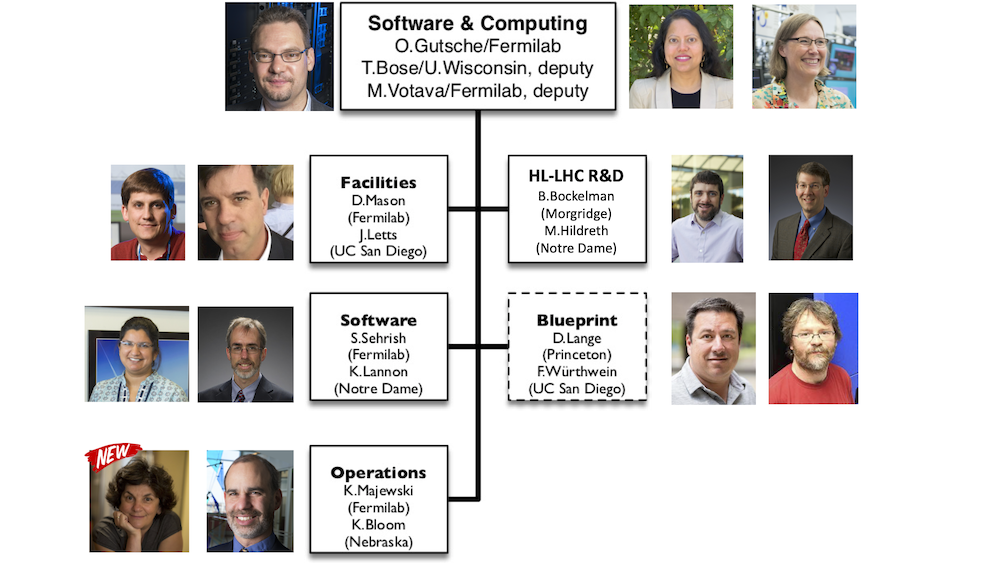 Software & Computing
O.Gutsche/Fermilab
T.Bose/U.Wisconsin, deputy
M.Votava/Fermilab, deputy
Facilities
D.Mason
(Fermilab)
J.Letts
(UC San Diego)
HL-LHC R&D
B.Bockelman
(Morgridge)
M.Hildreth
(Notre Dame)
Software
S.Sehrish
(Fermilab)
K.Lannon
(Notre Dame)
Blueprint
D.Lange
(Princeton)
F.Würthwein
(UC San Diego)
NEW
Operations
K.Majewski
(Fermilab)
K.Bloom
(Nebraska)